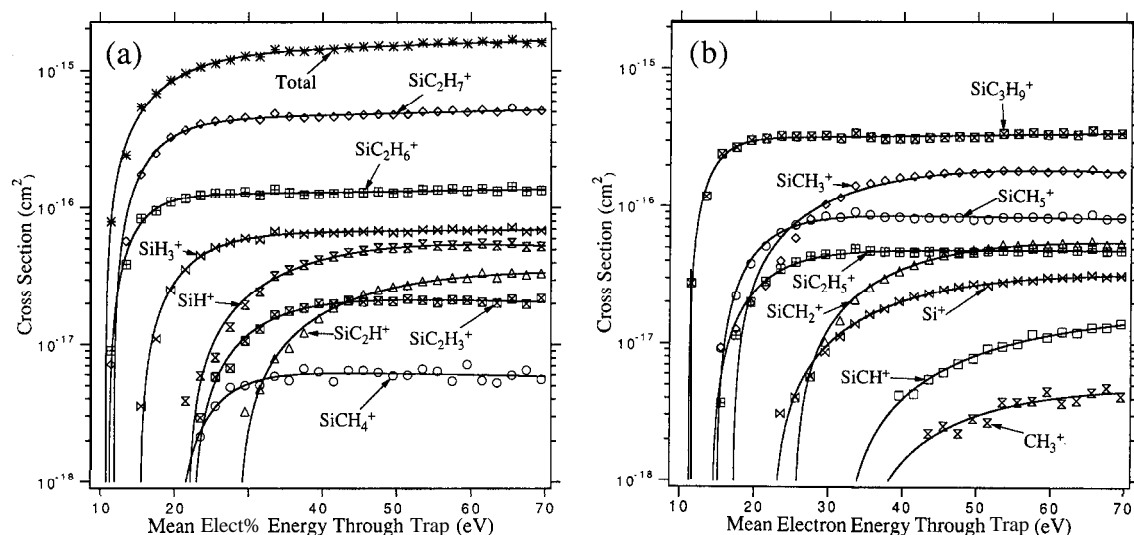 (a)
10⁻¹⁵
10⁻¹⁶
10⁻¹⁷
10⁻¹⁸
Cross Section (cm²)
Total
SiC₂H₇⁺
SiC₂H₆⁺
SiH₃⁺
SiH⁺
SiC₂H⁺
SiC₂H₃⁺
SiCH₄⁺
10 20 30 40 50 60 70
Mean Elect% Energy Through Trap (eV)
(b)
10⁻¹⁵
10⁻¹⁶
10⁻¹⁷
10⁻¹⁸
Cross Section (cm²)
SiC₃H₉⁺
SiCH₃⁺
SiCH₅⁺
SiC₂H₅⁺
SiCH₂⁺
Si⁺
SiCH⁺
CH₃⁺
10 20 30 40 50 60 70
Mean Electron Energy Through Trap (eV)